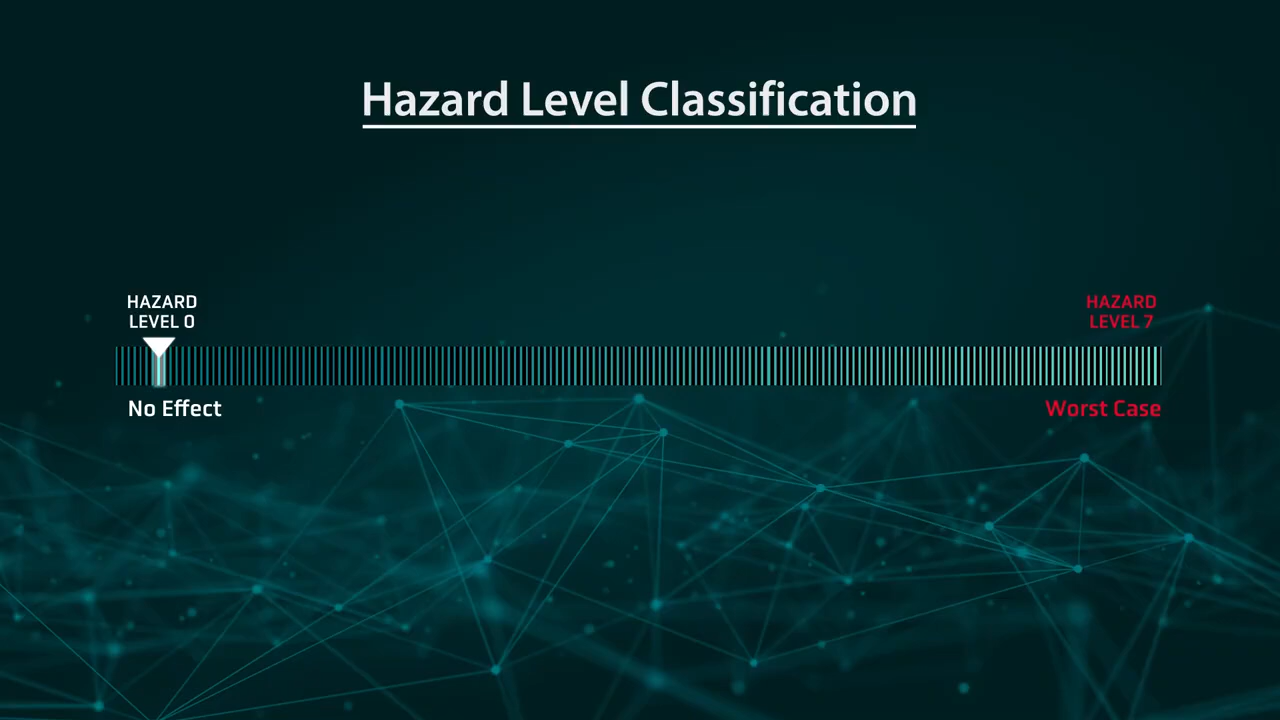 Hazard Level Classification
HAZARD
LEVEL 0
HAZARD
LEVEL 7
No Effect
Worst Case